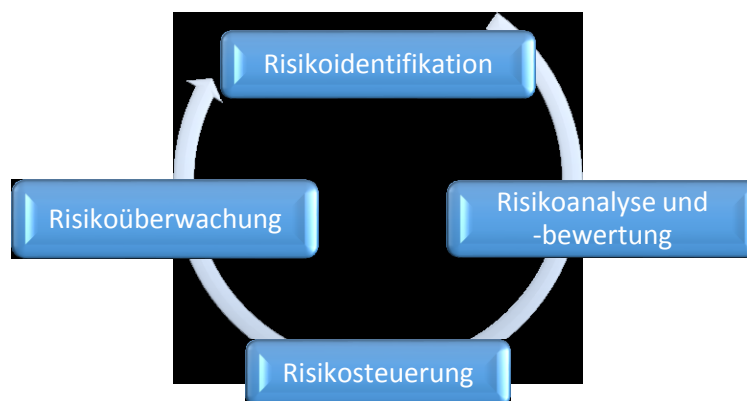 Risikoidentifikation
Risikoanalyse und
-bewertung
Risikosteuerung
Risikoüberwachung